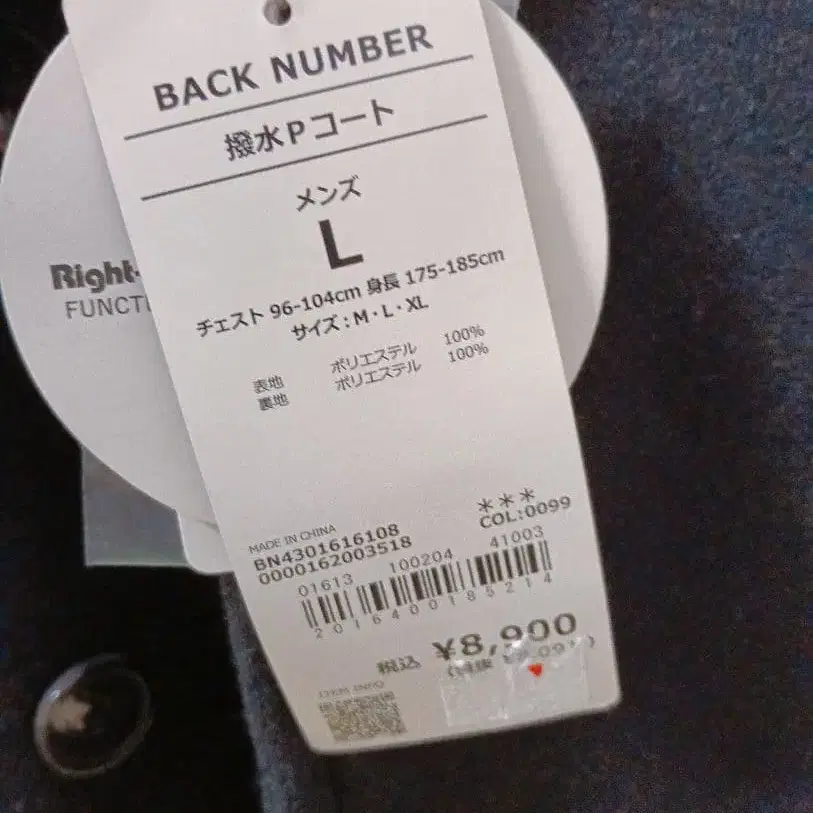 BACK NUMBER
撥水Pコート
メンズ
L
チェスト 96-104cm 身長 175-185cm
サイズ:M・L・XL
表地 ポリエステル 100%
裏地 ポリエステル 100%
Right-
FUNCT
MADE IN CHINA
BN4301616108
0000162003518
***
COL:0099
01613 100204 41003
2016400185214
税込 ¥8,900
ITEM INFO